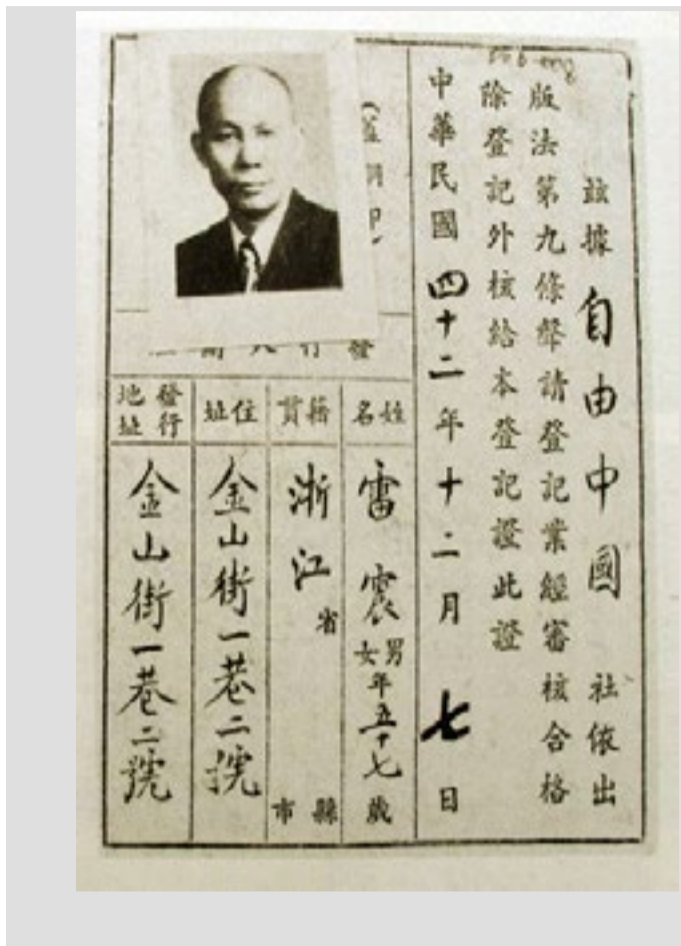 茲據自由中國社依出
版法第九條聲請登記業經審核合格
除登記外核給本登記證此證
中華民國四十二年十二月七日
發行人
姓名
雷震
男
女
年五十七歲
籍貫
浙江省
縣
市
住址
金山街一巷二號
發行地址
金山街一巷二號